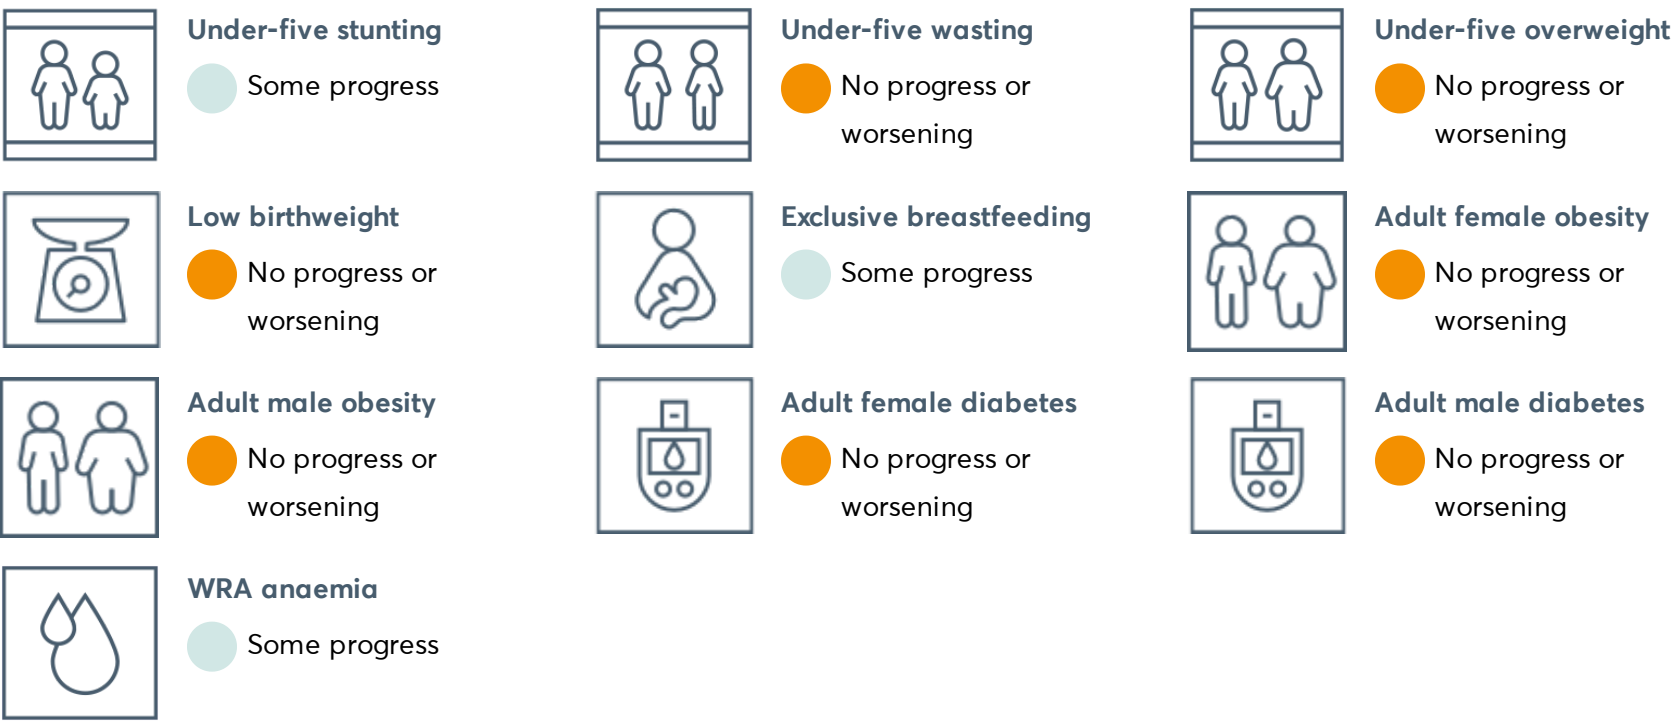 Under-five stunting
Some progress
Under-five wasting
No progress or
worsening
Under-five overweight
No progress or
worsening
Low birthweight
No progress or
worsening
Exclusive breastfeeding
Some progress
Adult female obesity
No progress or
worsening
Adult male obesity
No progress or
worsening
Adult female diabetes
No progress or
worsening
Adult male diabetes
No progress or
worsening
WRA anaemia
Some progress